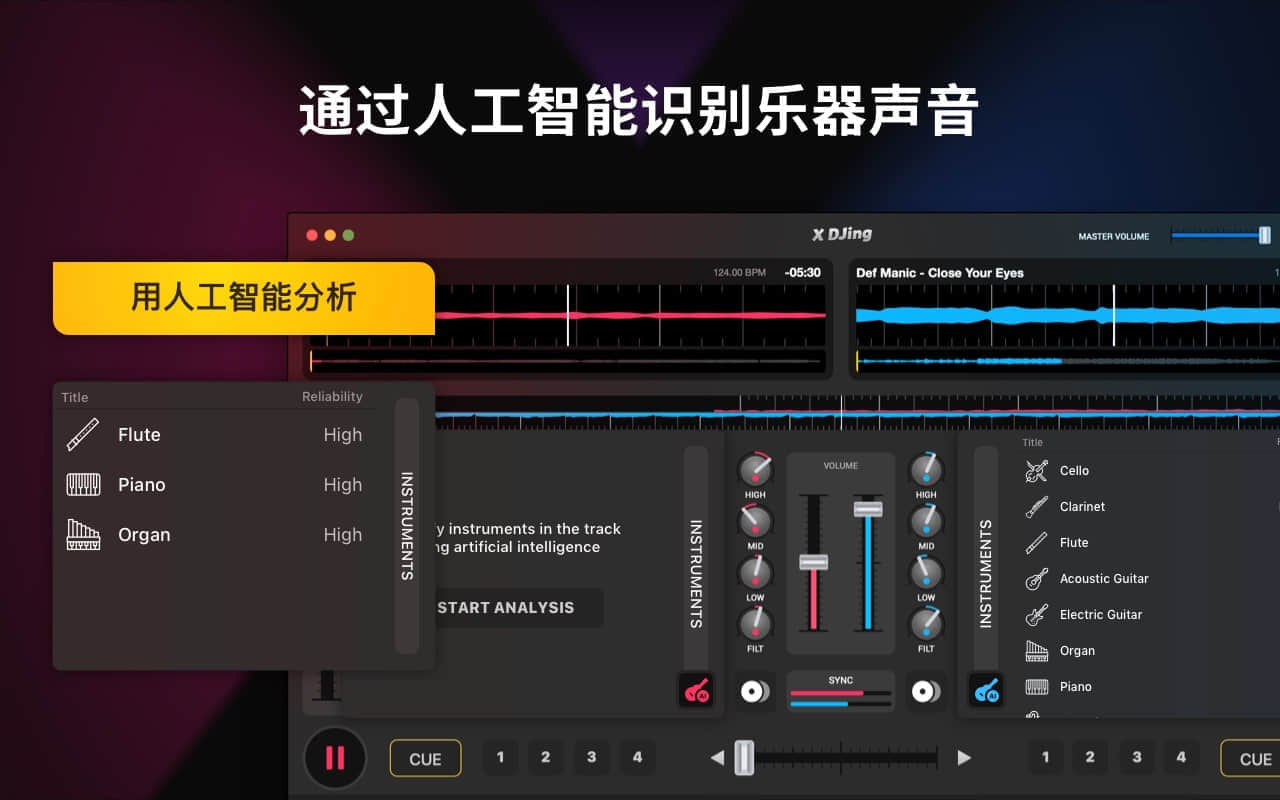 通过人工智能识别乐器声音
X DJing
MASTER VOLUME
用人工智能分析
124.00 BPM
-05:30
Def Manic - Close Your Eyes
Title
Reliability
Flute
High
Piano
High
Organ
High
INSTRUMENTS
y instruments in the track
ng artificial intelligence
START ANALYSIS
INSTRUMENTS
HIGH
MID
LOW
FILT
VOLUME
SYNC
HIGH
MID
LOW
FILT
INSTRUMENTS
Title
Cello
Clarinet
Flute
Acoustic Guitar
Electric Guitar
Organ
Piano
AI
AI
CUE
1
2
3
4
1
2
3
4
CUE